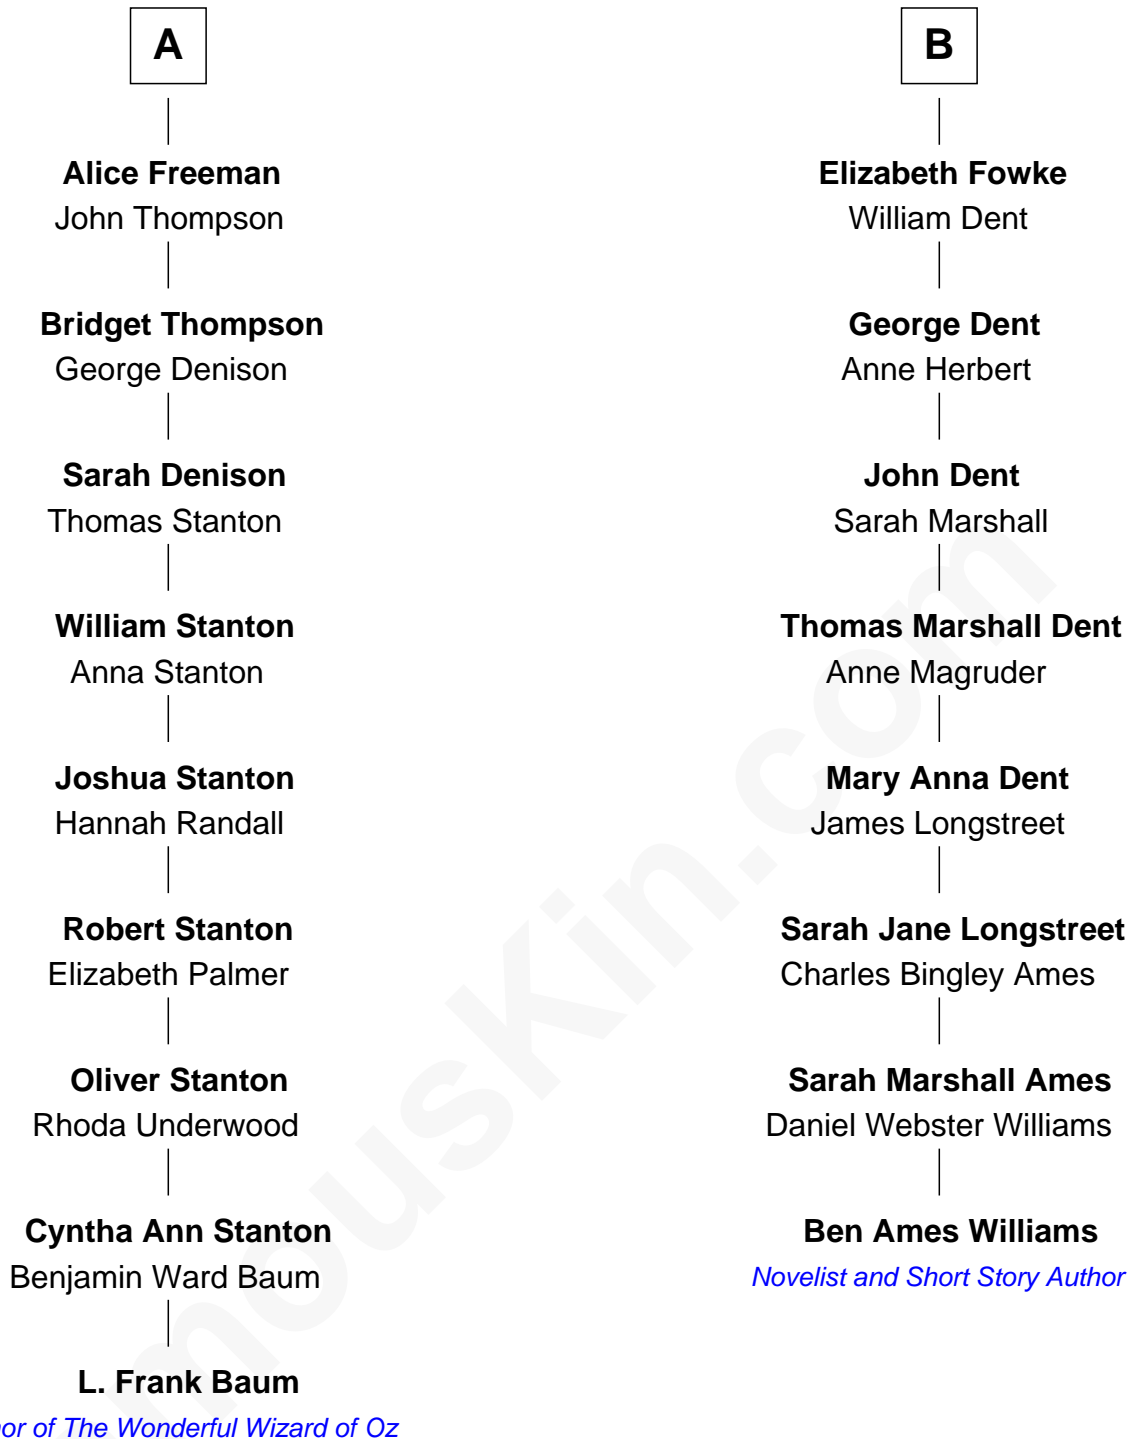 A
Alice Freeman
John Thompson
Bridget Thompson
George Denison
Sarah Denison
Thomas Stanton
William Stanton
Anna Stanton
Joshua Stanton
Hannah Randall
Robert Stanton
Elizabeth Palmer
Oliver Stanton
Rhoda Underwood
Cyntha Ann Stanton
Benjamin Ward Baum
L. Frank Baum
of The Wonderful Wizard of Oz
B
Elizabeth Fowke
William Dent
George Dent
Anne Herbert
John Dent
Sarah Marshall
Thomas Marshall Dent
Anne Magruder
Mary Anna Dent
James Longstreet
Sarah Jane Longstreet
Charles Bingley Ames
Sarah Marshall Ames
Daniel Webster Williams
Ben Ames Williams
Novelist and Short Story Author
mousKin.com